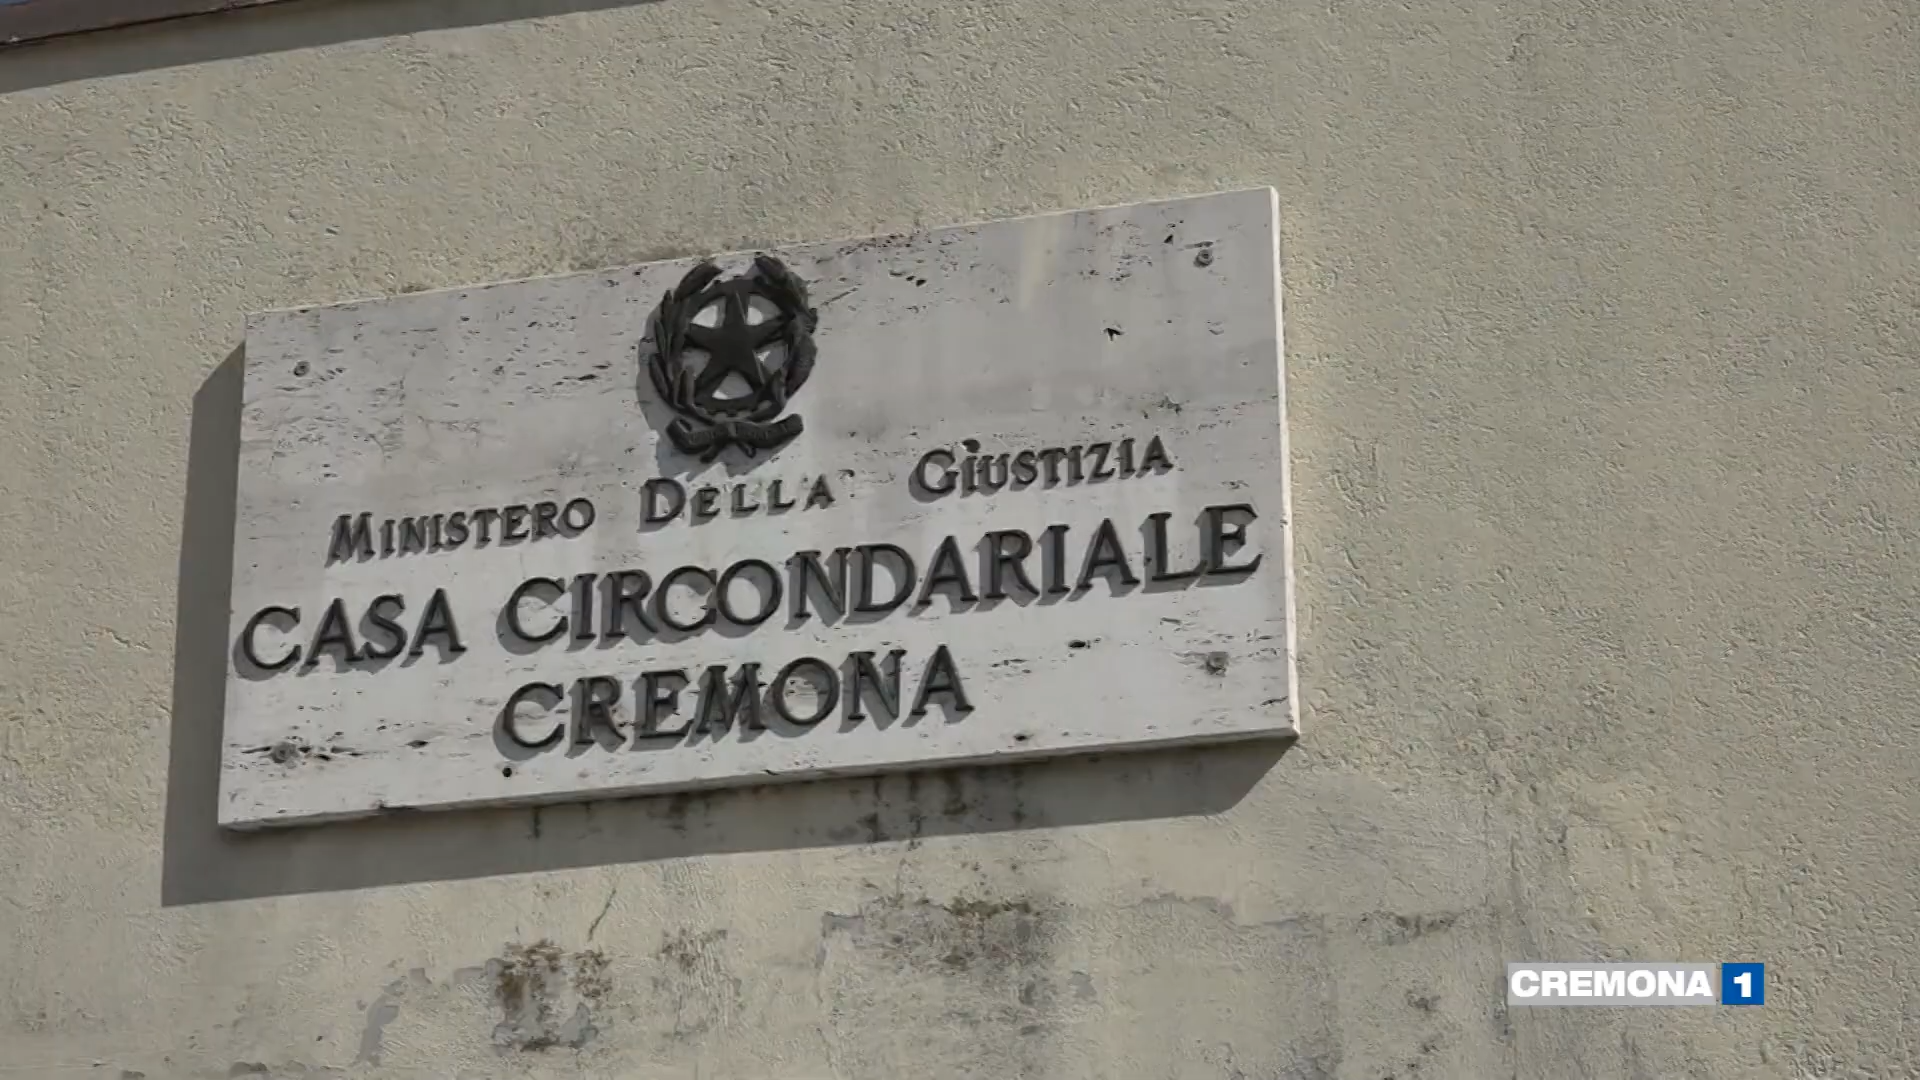 MINISTERO DELLA GIUSTIZIA
CASA CIRCONDARIALE
CREMONA
CREMONA 1